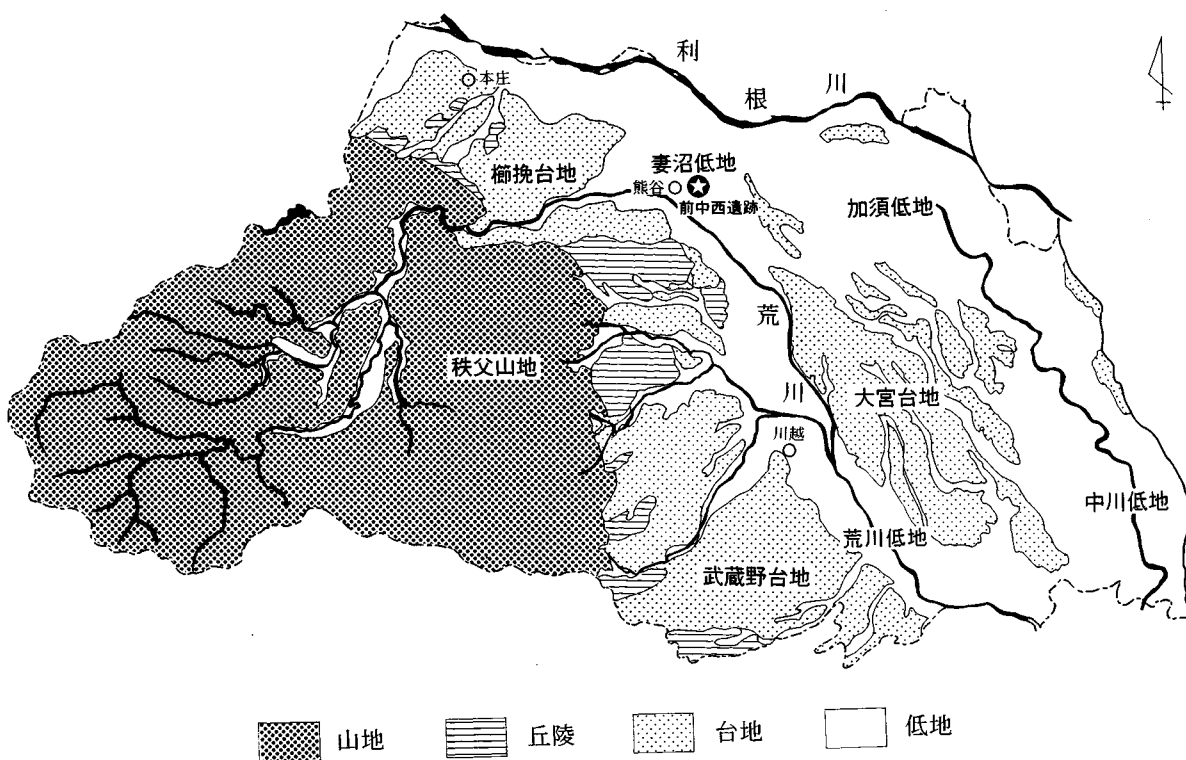 利根川
本庄
櫛挽台地
妻沼低地
熊谷
前中西遺跡
加須低地
荒川
秩父山地
大宮台地
川越
中川低地
荒川低地
武蔵野台地
山地
丘陵
台地
低地